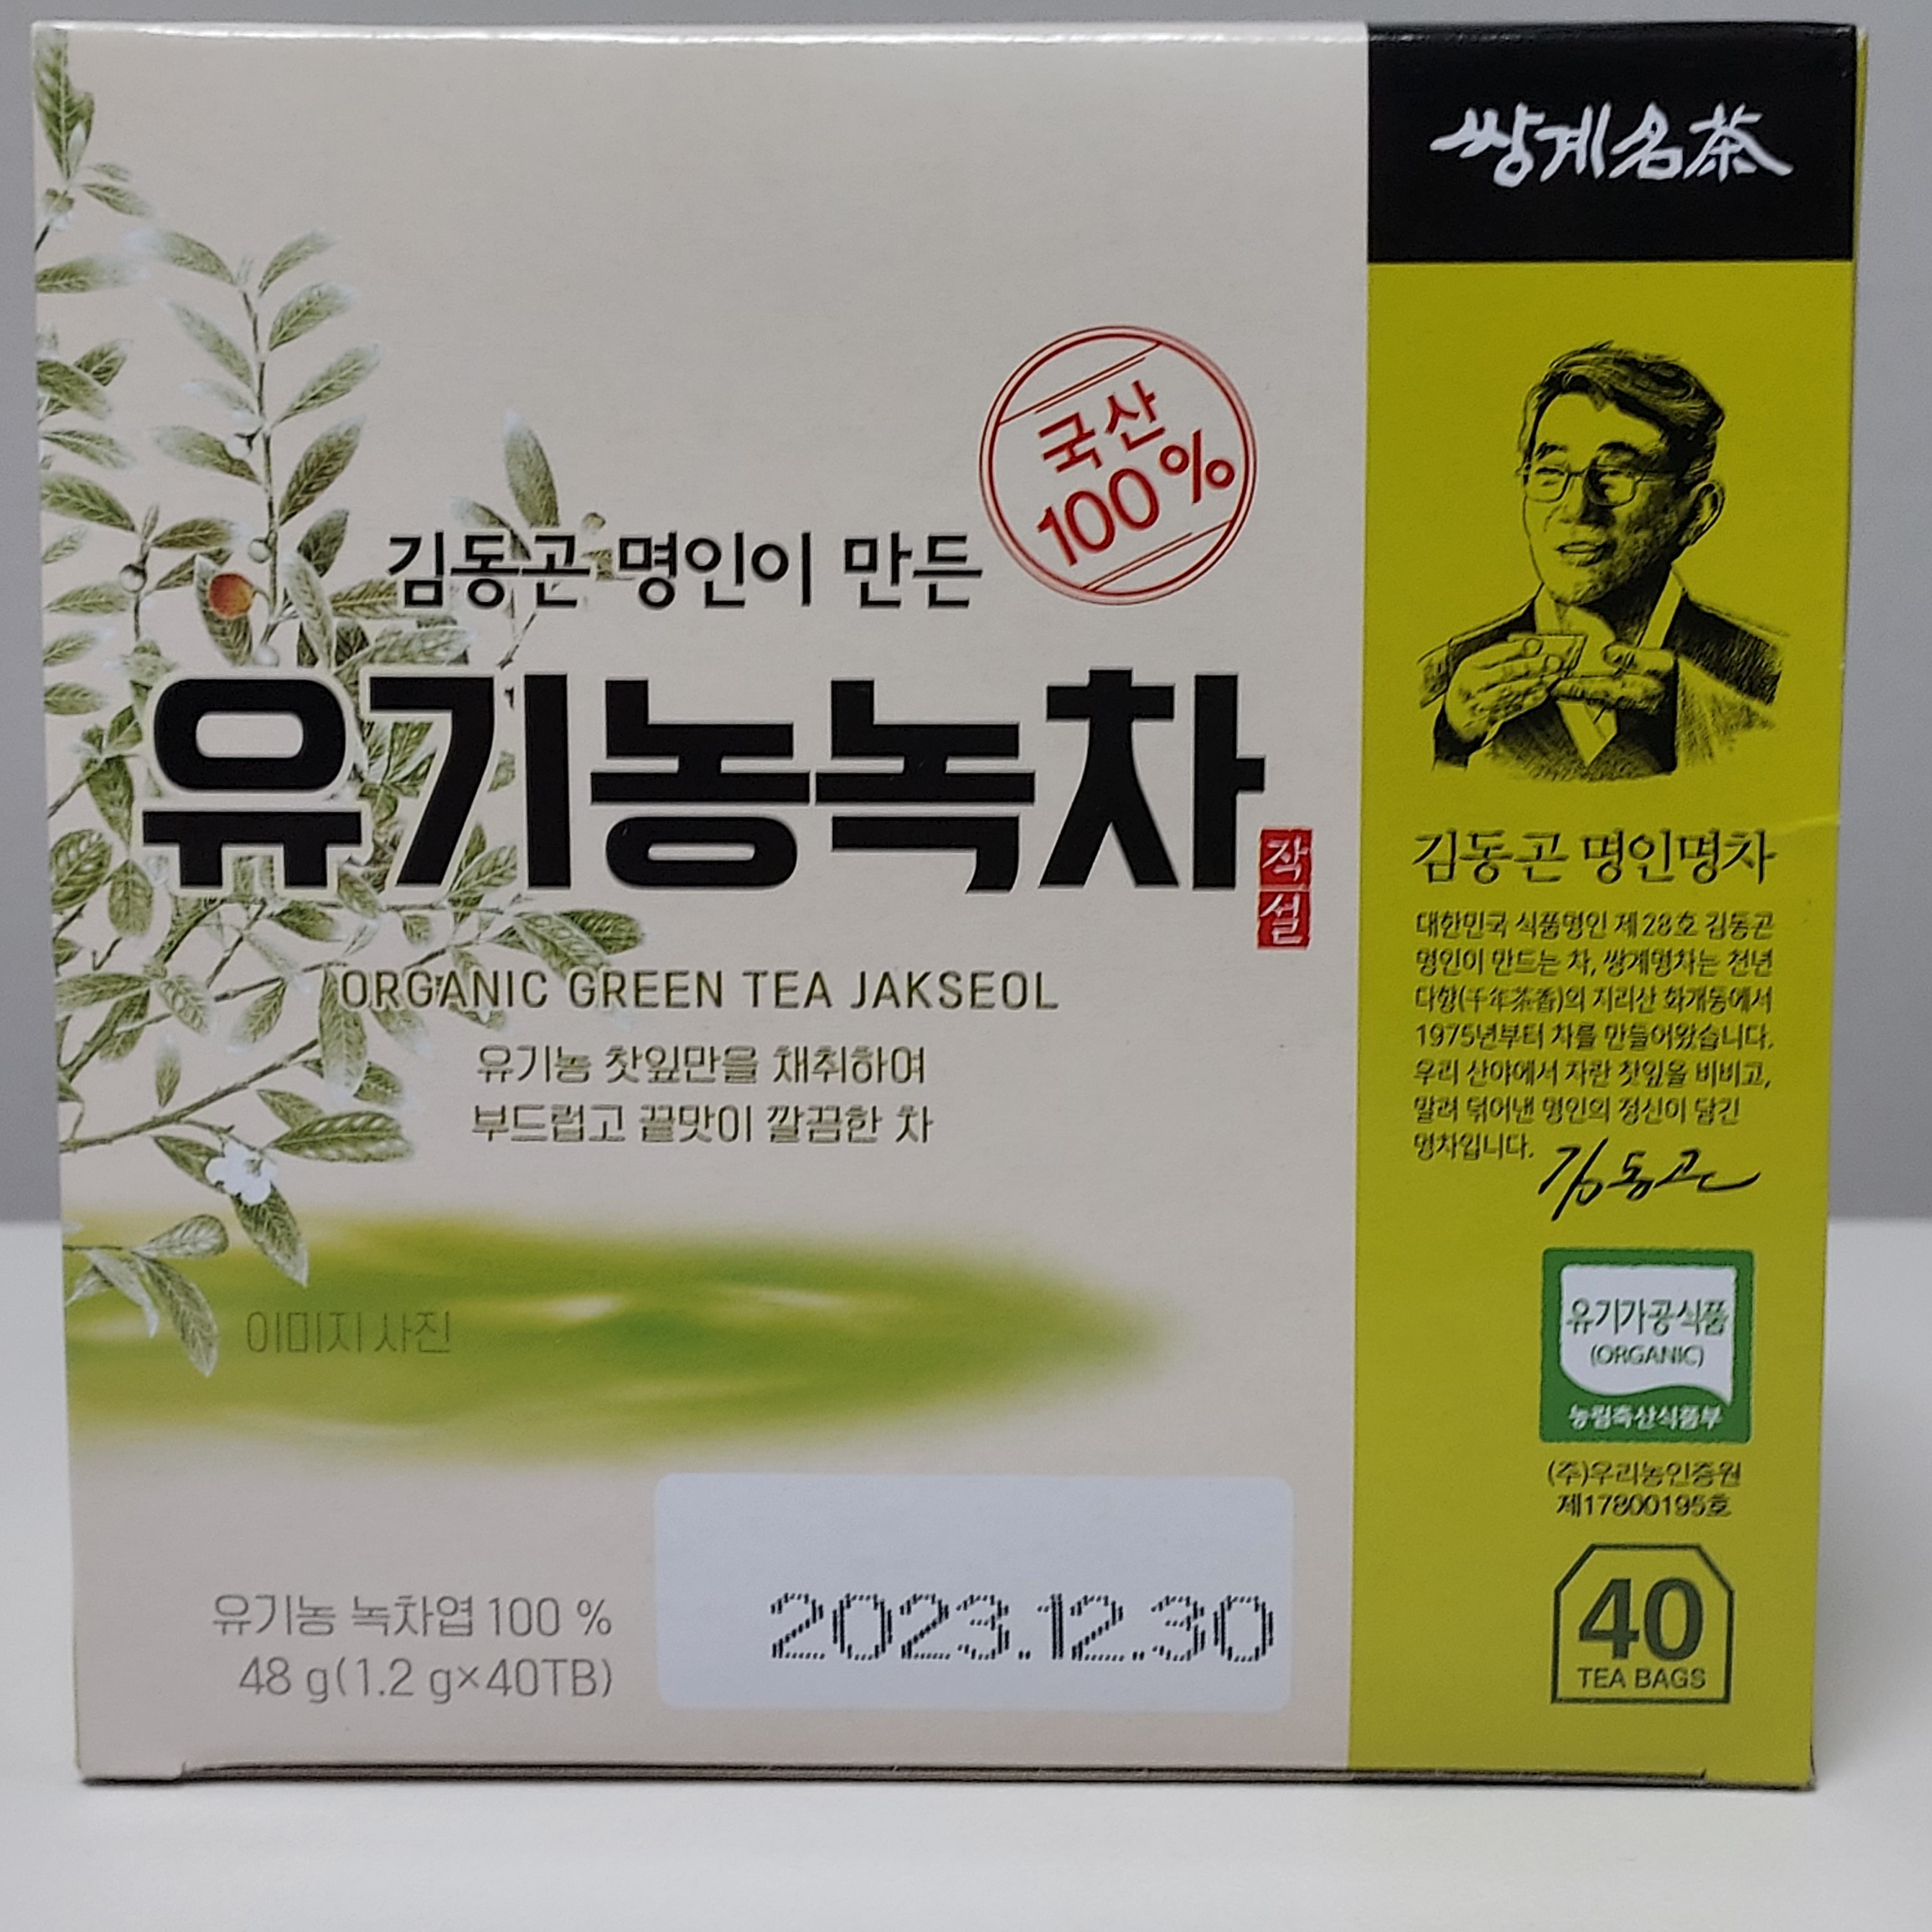 쌍계名茶
국산
100%
김동곤 명인이 만든
유기농녹차
작설
ORGANIC GREEN TEA JAKSEOL
유기농 찻잎만을 채취하여
부드럽고 끝맛이 깔끔한 차
이미지 사진
유기농 녹차엽 100 %
48 g(1.2 g×40TB)
2023.12.30
김동곤 명인명차
대한민국 식품명인 제28호 김동곤
명인이 만드는 차, 쌍계명차는 천년
다향(千年茶香)의 지리산 화개동에서
1975년부터 차를 만들어왔습니다.
우리 산야에서 자란 찻잎을 비비고,
말려 덖어낸 명인의 정신이 담긴
명차입니다.
김동곤
유기가공식품
(ORGANIC)
농림축산식품부
(주)우리농인증원
제17800195호
40
TEA BAGS